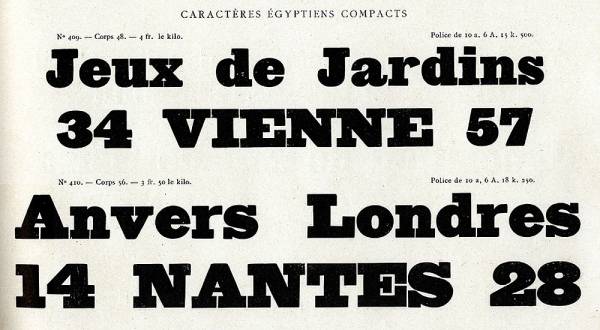 CARACTÈRES ÉGYPTIENS COMPACTS
Nº 409. — Corps 48. — 4 fr. le kilo. Police de 10 a. 6 A. 15 k. 500.
Jeux de Jardins
34 VIENNE 57
Nº 410. — Corps 56. — 3 fr. 50 le kilo. Police de 10 a, 6 A. 18 k. 250.
Anvers Londres
14 NANTES 28